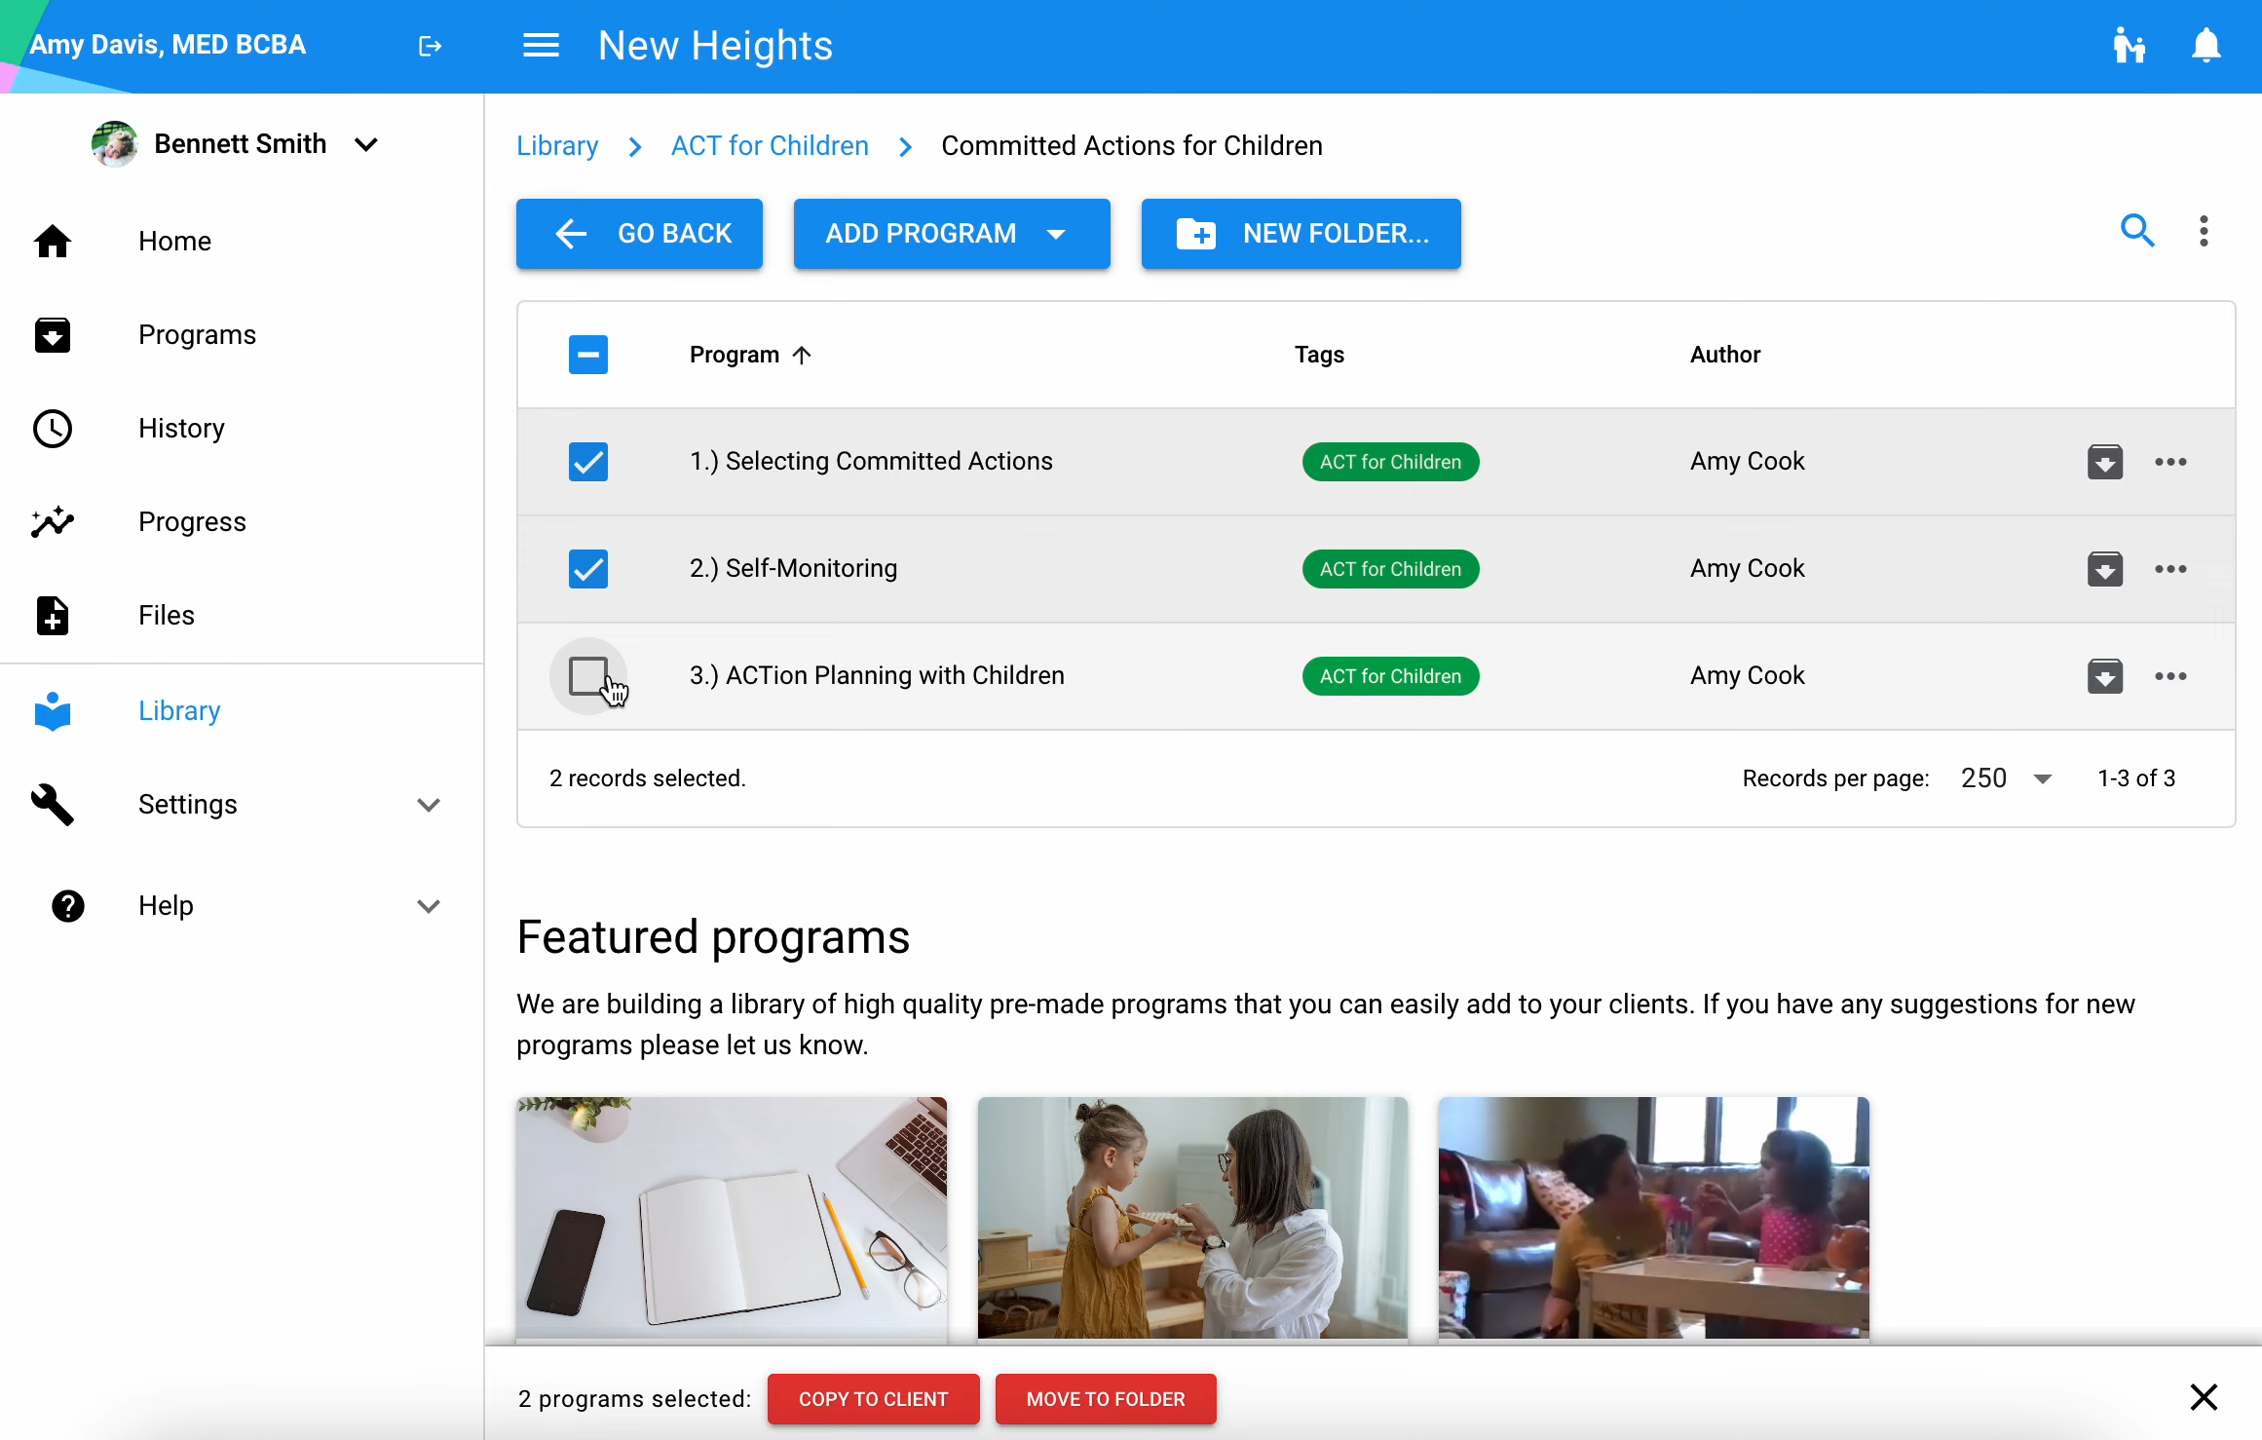 Amy Davis, MED BCBA
New Heights
Bennett Smith
Home
Programs
History
Progress
Files
Library
Settings
Help
Library > ACT for Children > Committed Actions for Children
GO BACK
ADD PROGRAM
NEW FOLDER...
Program Tags Author
1.) Selecting Committed Actions ACT for Children Amy Cook
2.) Self-Monitoring ACT for Children Amy Cook
3.) ACTion Planning with Children ACT for Children Amy Cook
2 records selected. Records per page: 250 1-3 of 3
Featured programs
We are building a library of high quality pre-made programs that you can easily add to your clients. If you have any suggestions for new
programs please let us know.
2 programs selected: COPY TO CLIENT MOVE TO FOLDER